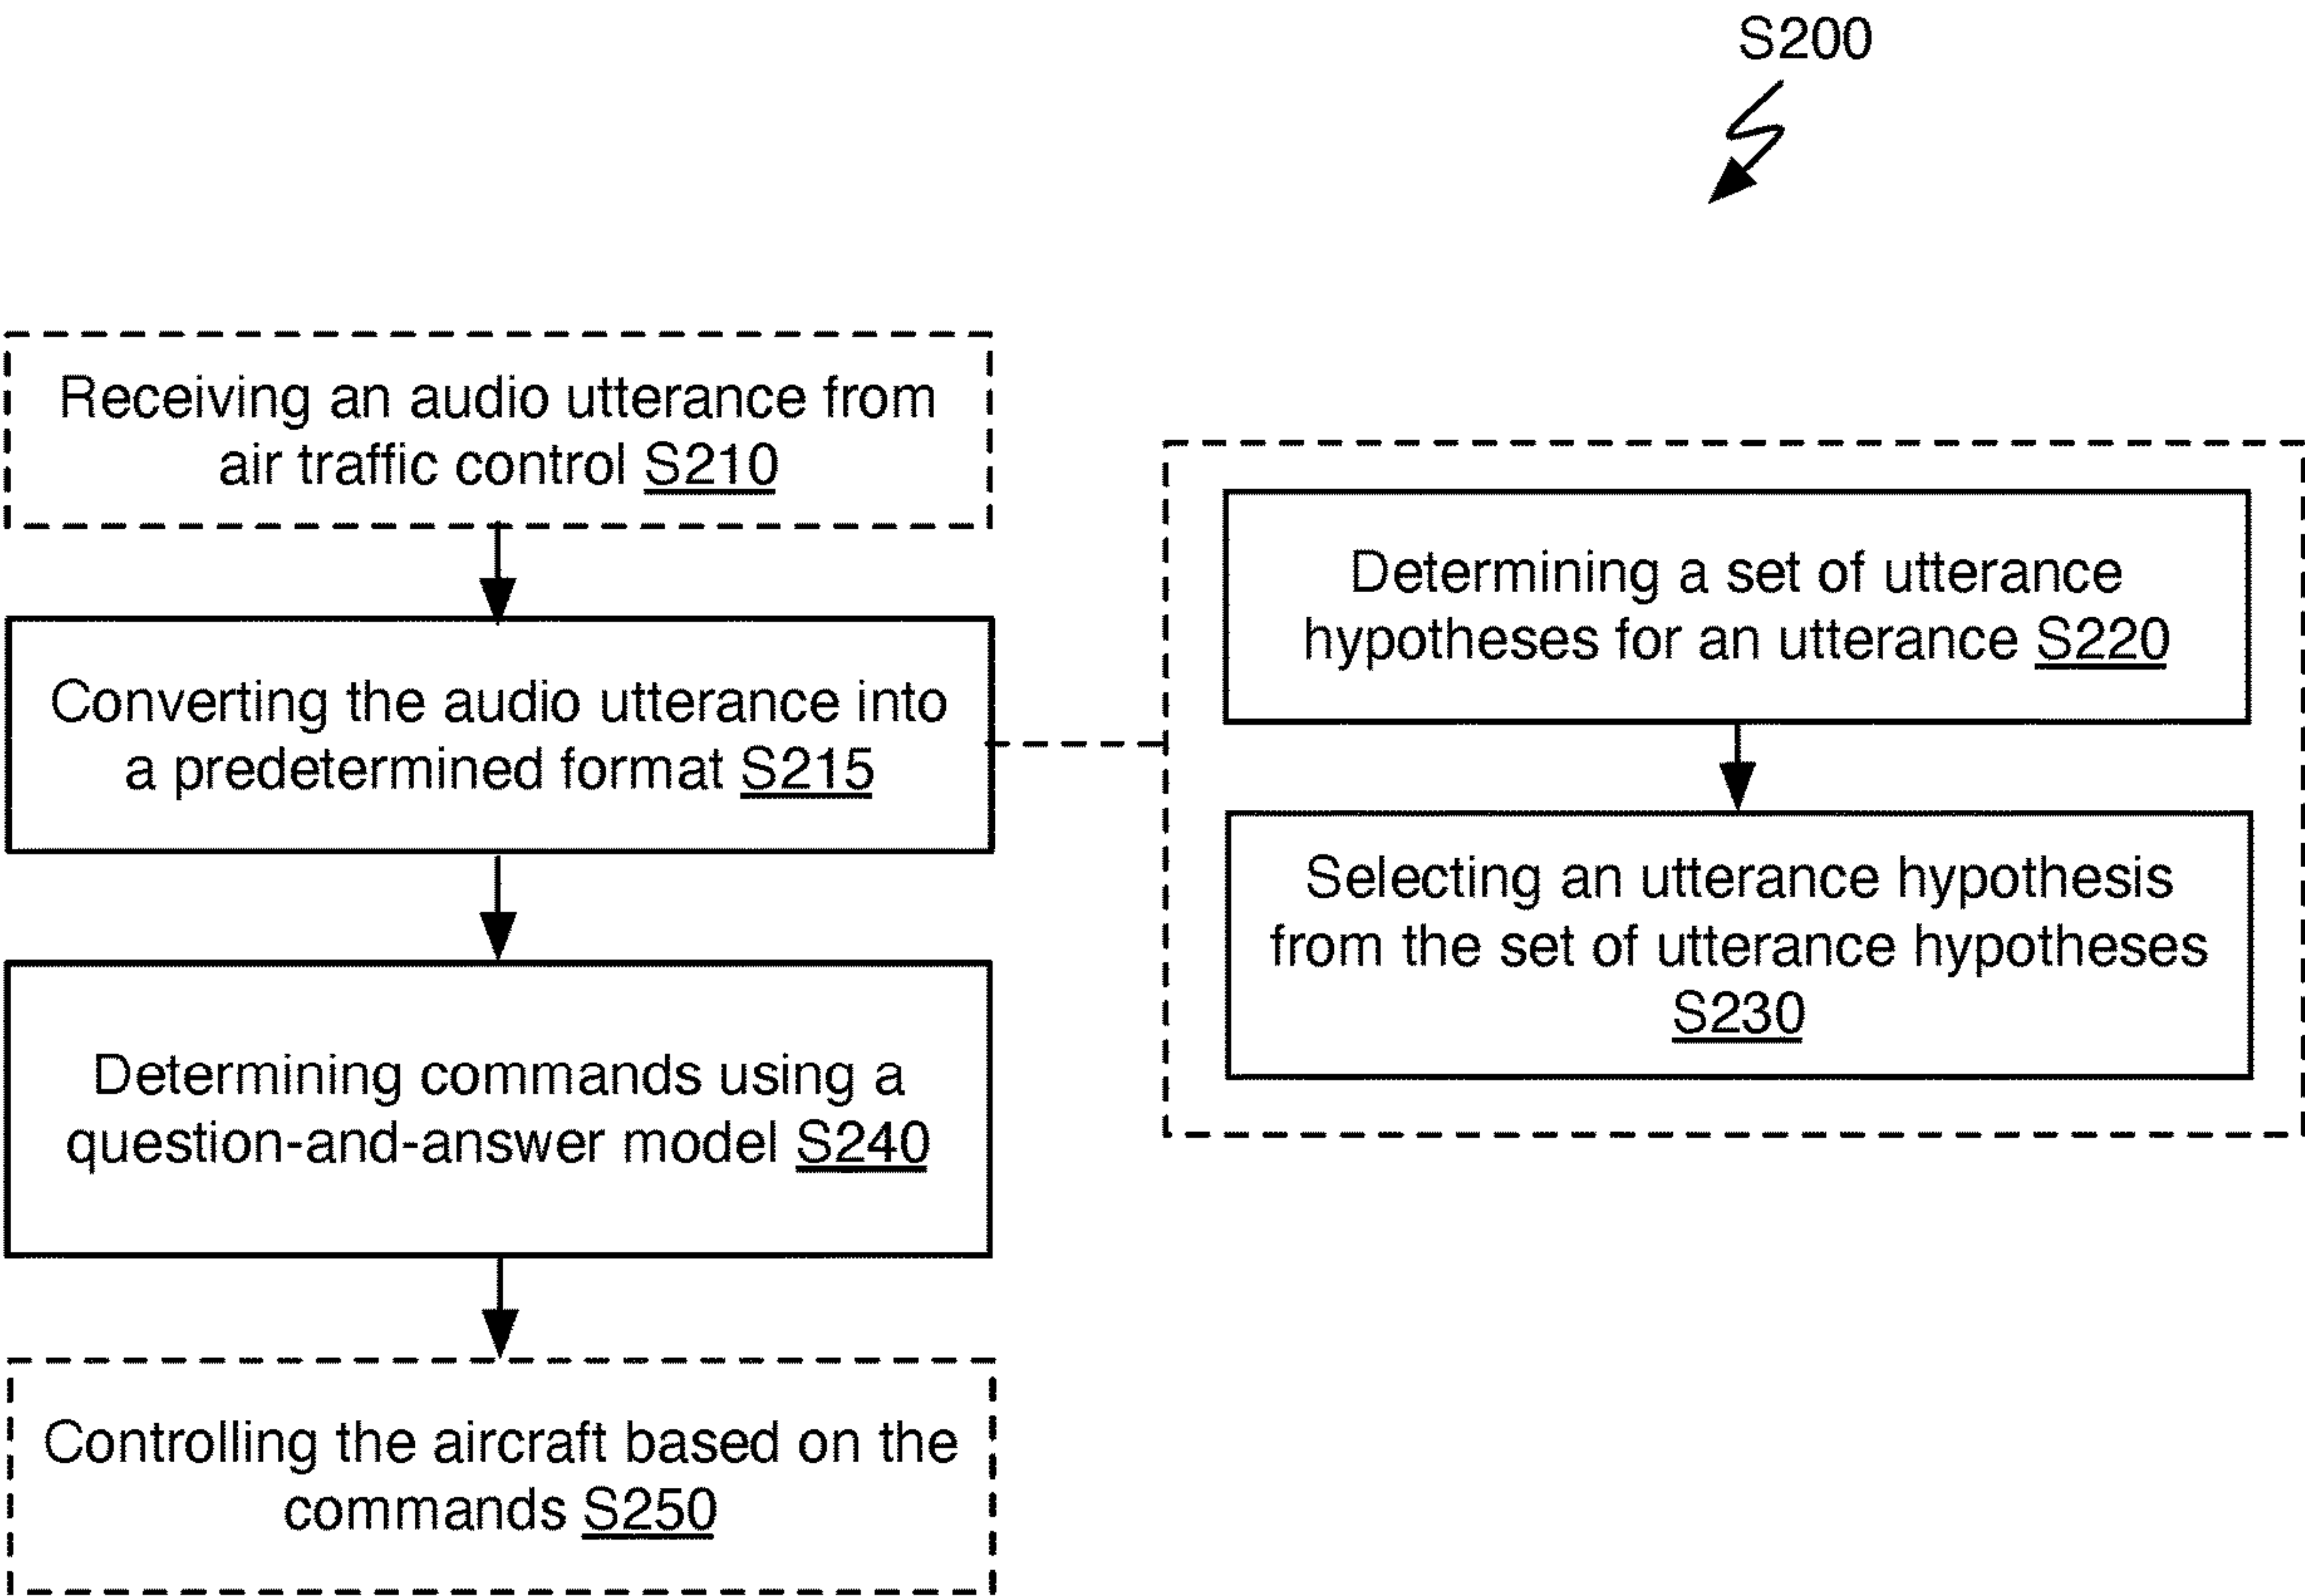 S200
Receiving an audio utterance from
air traffic control S210
Converting the audio utterance into
a predetermined format S215
Determining commands using a
question-and-answer model S240
Controlling the aircraft based on the
commands S250
Determining a set of utterance
hypotheses for an utterance S220
Selecting an utterance hypothesis
from the set of utterance hypotheses
S230